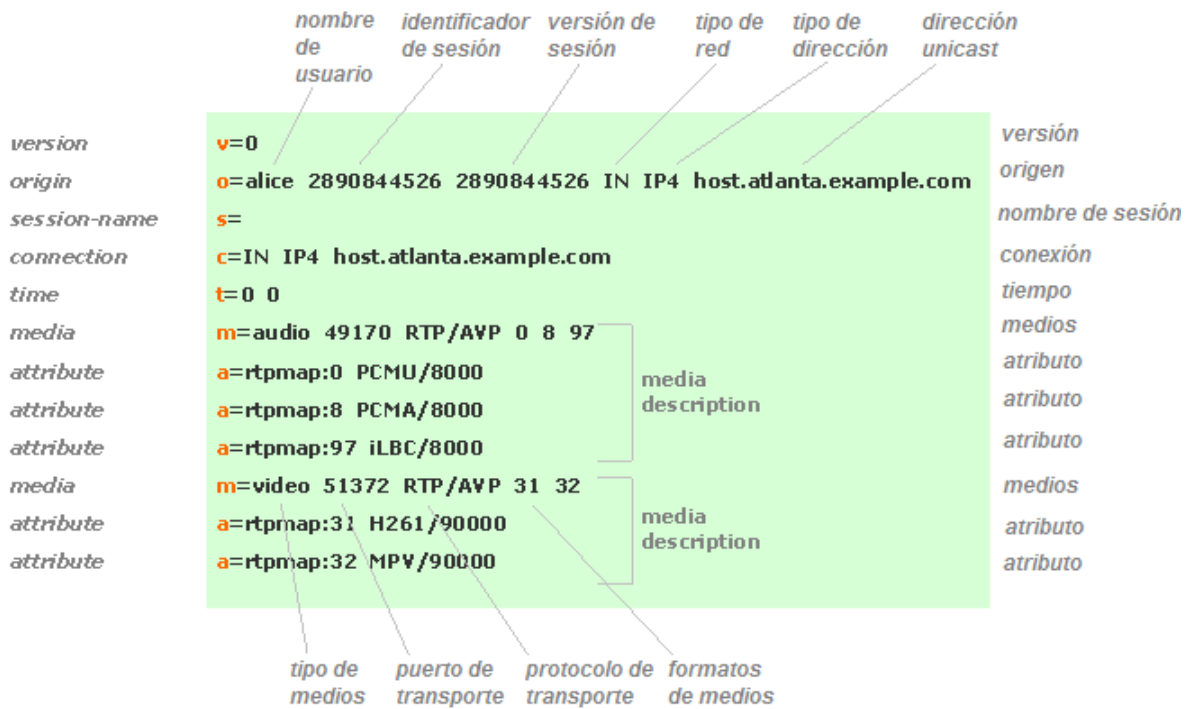 nombre de usuario
identificador de sesión
versión de sesión
tipo de red
tipo de dirección
dirección unicast
version v=0 versión
origin o=alice 2890844526 2890844526 IN IP4 host.atlanta.example.com origen
session-name s= nombre de sesión
connection c=IN IP4 host.atlanta.example.com conexión
time t=0 0 tiempo
media m=audio 49170 RTP/AVP 0 8 97 medios
attribute a=rtpmap:0 PCMU/8000 atributo
media description
attribute a=rtpmap:8 PCMA/8000 atributo
attribute a=rtpmap:97 iLBC/8000 atributo
media m=video 51372 RTP/AVP 31 32 medios
attribute a=rtpmap:31 H261/90000 atributo
media description
attribute a=rtpmap:32 MPV/90000 atributo
tipo de medios
puerto de transporte
protocolo de transporte
formatos de medios